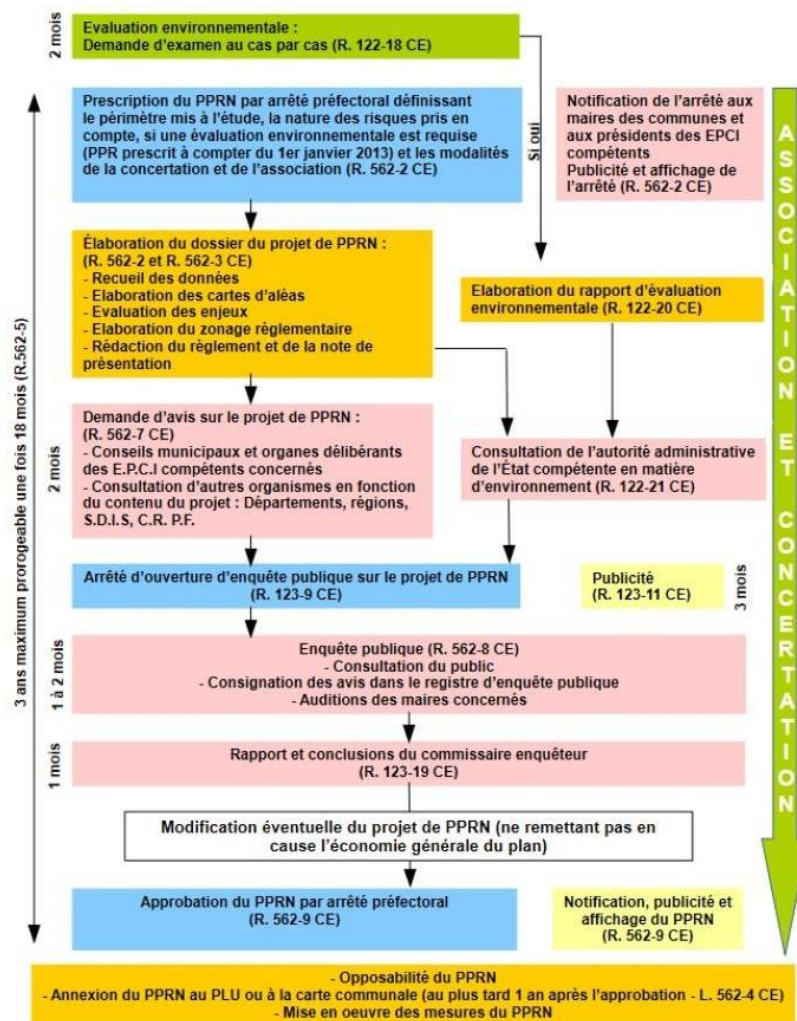 2 mois
Evaluation environnementale :
Demande d'examen au cas par cas (R. 122-18 CE)
Si oui
3 ans maximum prorogeable une fois 18 mois (R.562-5)
Prescription du PPRN par arrêté préfectoral définissant
le périmètre mis à l'étude, la nature des risques pris en
compte, si une évaluation environnementale est requise
(PPR prescrit à compter du 1er janvier 2013) et les modalités
de la concertation et de l'association (R. 562-2 CE)
Notification de l'arrêté aux
maires des communes et
aux présidents des EPCI
compétents
Publicité et affichage de
l'arrêté (R. 562-2 CE)
ASSOCIATION ET CONCERTATION
Élaboration du dossier du projet de PPRN :
(R. 562-2 et R. 562-3 CE)
- Recueil des données
- Elaboration des cartes d'aléas
- Evaluation des enjeux
- Elaboration du zonage réglementaire
- Rédaction du règlement et de la note de
présentation
Elaboration du rapport d'évaluation
environnementale (R. 122-20 CE)
2 mois
Demande d'avis sur le projet de PPRN :
(R. 562-7 CE)
- Conseils municipaux et organes délibérants
des E.P.C.I compétents concernés
- Consultation d'autres organismes en fonction
du contenu du projet : Départements, régions,
S.D.I.S, C.R. P.F.
Consultation de l'autorité administrative
de l'État compétente en matière
d'environnement (R. 122-21 CE)
Arrêté d'ouverture d'enquête publique sur le projet de PPRN
(R. 123-9 CE)
Publicité
(R. 123-11 CE)
3 mois
1 à 2 mois
Enquête publique (R. 562-8 CE)
- Consultation du public
- Consignation des avis dans le registre d'enquête publique
- Auditions des maires concernés
1 mois
Rapport et conclusions du commissaire enquêteur
(R. 123-19 CE)
Modification éventuelle du projet de PPRN (ne remettant pas en
cause l'économie générale du plan)
Approbation du PPRN par arrêté préfectoral
(R. 562-9 CE)
Notification, publicité et
affichage du PPRN
(R. 562-9 CE)
- Opposabilité du PPRN
- Annexion du PPRN au PLU ou à la carte communale (au plus tard 1 an après l'approbation - L. 562-4 CE)
- Mise en oeuvre des mesures du PPRN